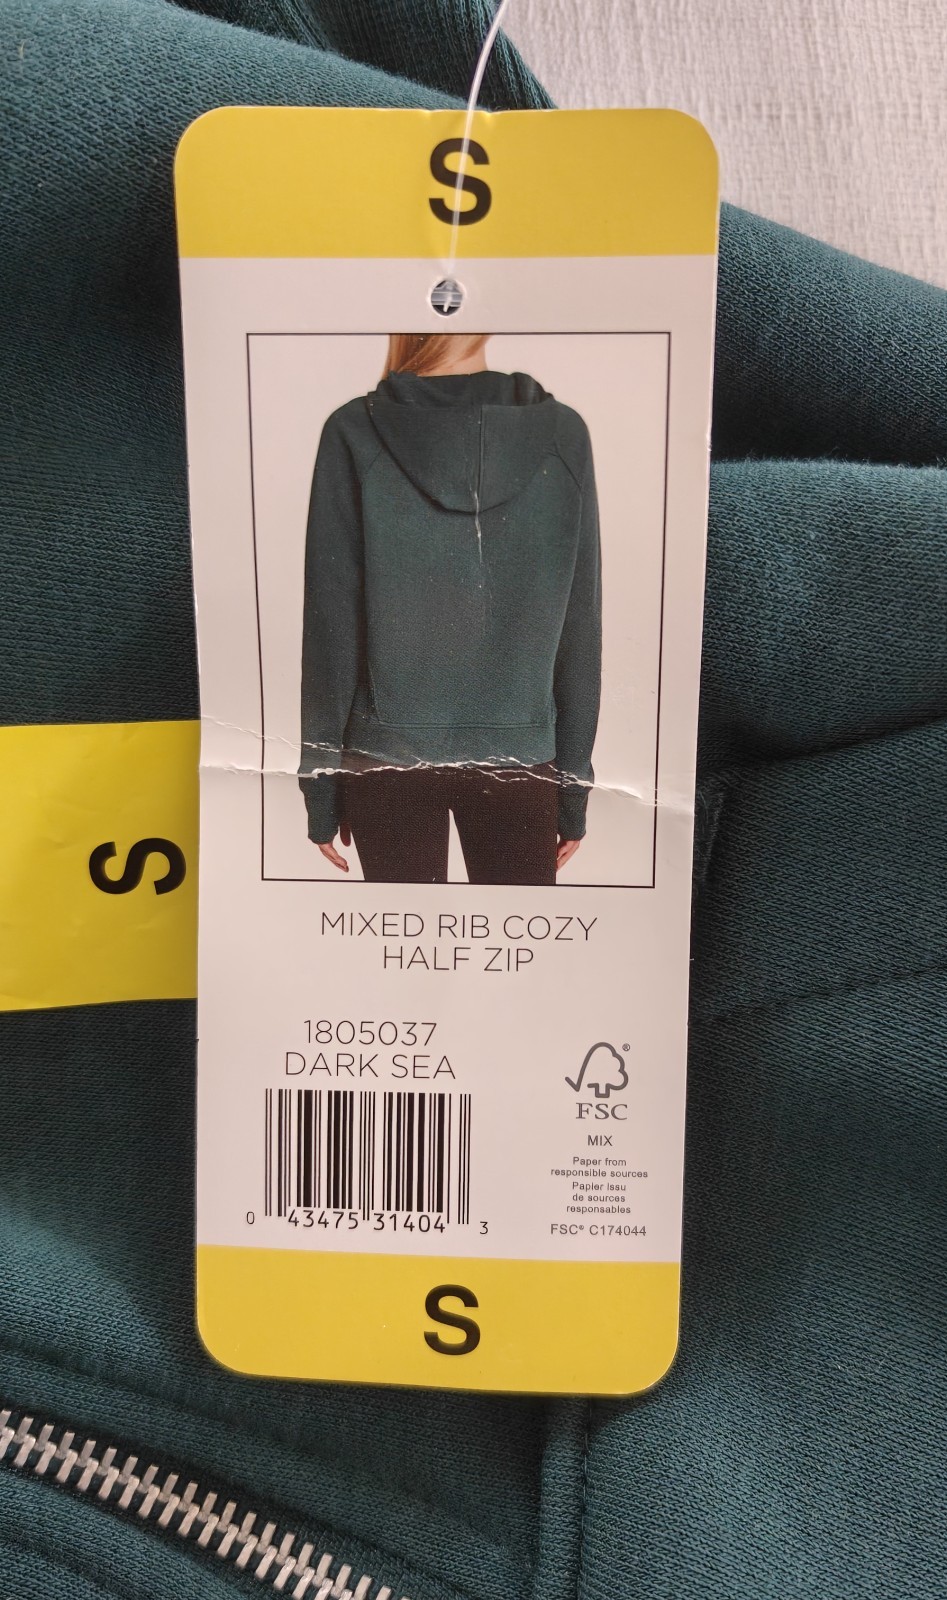 S
S
MIXED RIB COZY
HALF ZIP
1805037
DARK SEA
0 43475 31404 3
FSC®
MIX
Paper from
responsible sources
Papier issu
de sources
responsables
FSC® C174044
S